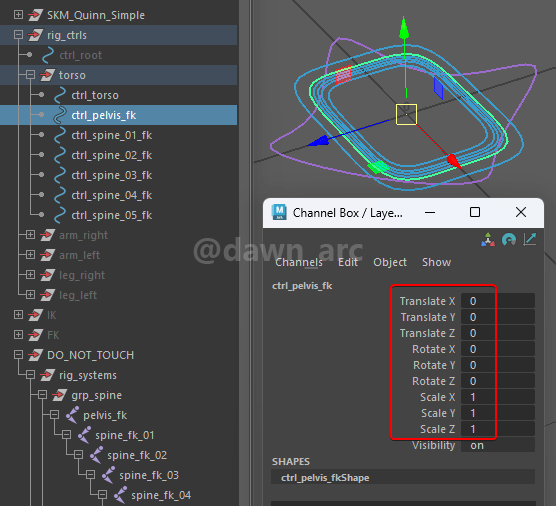 SKM_Quinn_Simple
rig_ctrls
ctrl_root
torso
ctrl_torso
ctrl_pelvis_fk
ctrl_spine_01_fk
ctrl_spine_02_fk
ctrl_spine_03_fk
ctrl_spine_04_fk
ctrl_spine_05_fk
arm_right
arm_left
leg_right
leg_left
IK
FK
DO_NOT_TOUCH
rig_systems
grp_spine
pelvis_fk
spine_fk_01
spine_fk_02
spine_fk_03
spine_fk_04
@dawn_arc
M
Channel Box / Laye...
Channels Edit Object Show
ctrl_pelvis_fk
Translate X 0
Translate Y 0
Translate Z 0
Rotate X 0
Rotate Y 0
Rotate Z 0
Scale X 1
Scale Y 1
Scale Z 1
Visibility on
SHAPES
ctrl_pelvis_fkShape